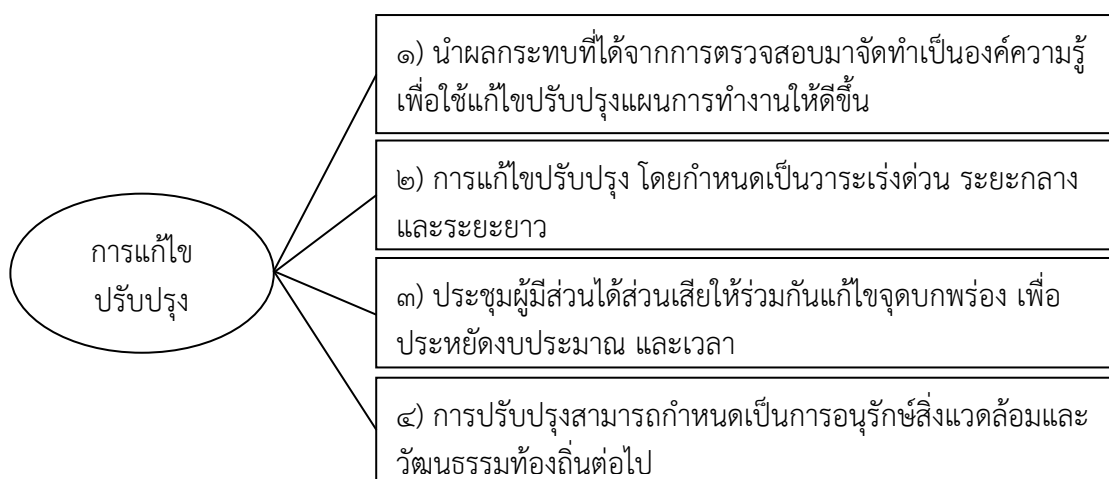 การแก้ไข
ปรับปรุง
๑) นำผลกระทบที่ได้จากการตรวจสอบมาจัดทำเป็นองค์ความรู้
เพื่อใช้แก้ไขปรับปรุงแผนการทำงานให้ดีขึ้น
๒) การแก้ไขปรับปรุง โดยกำหนดเป็นวาระเร่งด่วน ระยะกลาง
และระยะยาว
๓) ประชุมผู้มีส่วนได้ส่วนเสียให้ร่วมกันแก้ไขจุดบกพร่อง เพื่อ
ประหยัดงบประมาณ และเวลา
๔) การปรับปรุงสามารถกำหนดเป็นการอนุรักษ์สิ่งแวดล้อมและ
วัฒนธรรมท้องถิ่นต่อไป